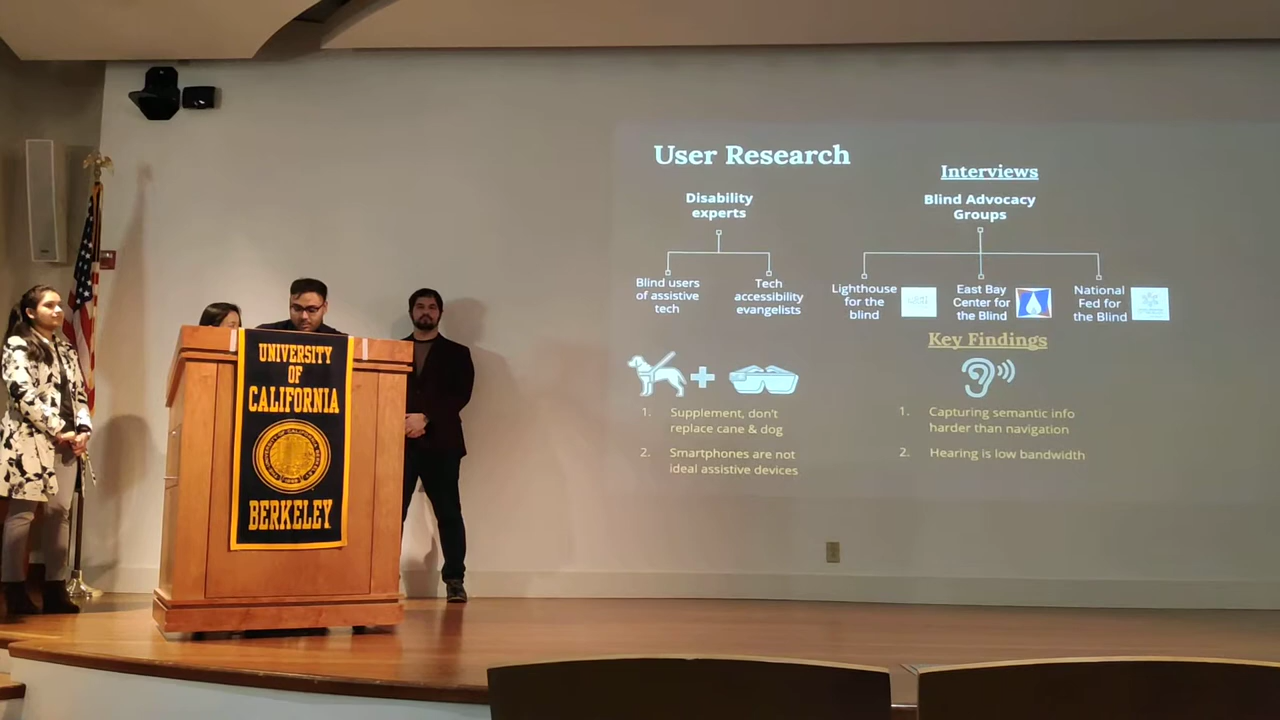 User Research
Interviews
Disability
experts
Blind Advocacy
Groups
Blind users
of assistive
tech
Tech
accessibility
evangelists
Lighthouse
for the
blind
East Bay
Center for
the Blind
National
Fed for
the Blind
Key Findings
1. Supplement, don't
replace cane & dog
2. Smartphones are not
ideal assistive devices
1. Capturing semantic info
harder than navigation
2. Hearing is low bandwidth
UNIVERSITY
OF
CALIFORNIA
BERKELEY